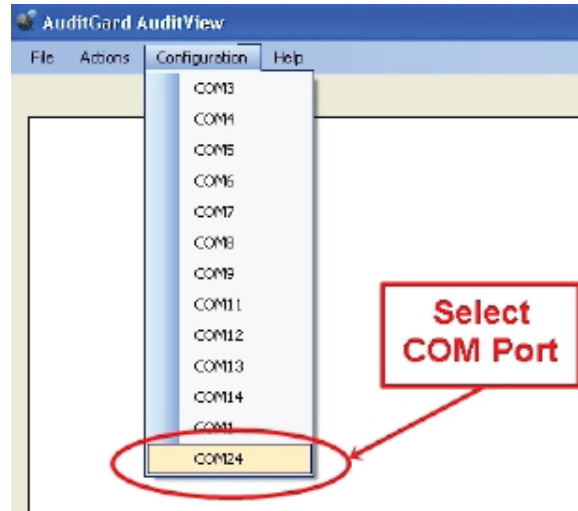 AuditGard AuditView
File Actions Configuration Help
COM3
COM4
COM5
COM6
COM7
COM8
COM9
COM11
COM12
COM13
COM14
COM1
COM24
Select
COM Port